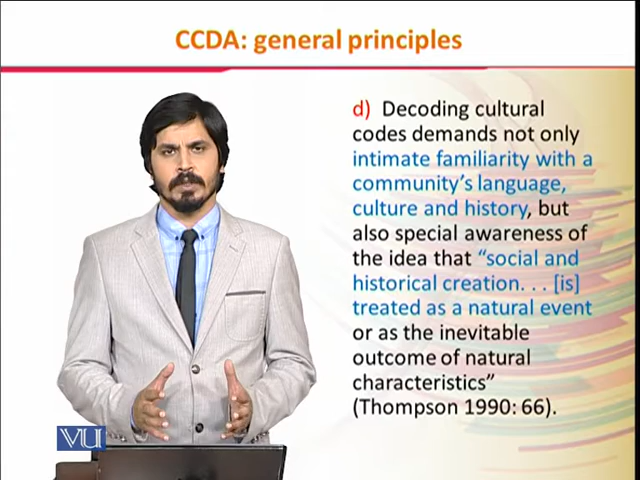 CCDA: general principles
d) Decoding cultural
codes demands not only
intimate familiarity with a
community's language,
culture and history, but
also special awareness of
the idea that "social and
historical creation. . . [is]
treated as a natural event
or as the inevitable
outcome of natural
characteristics"
(Thompson 1990: 66).
VU